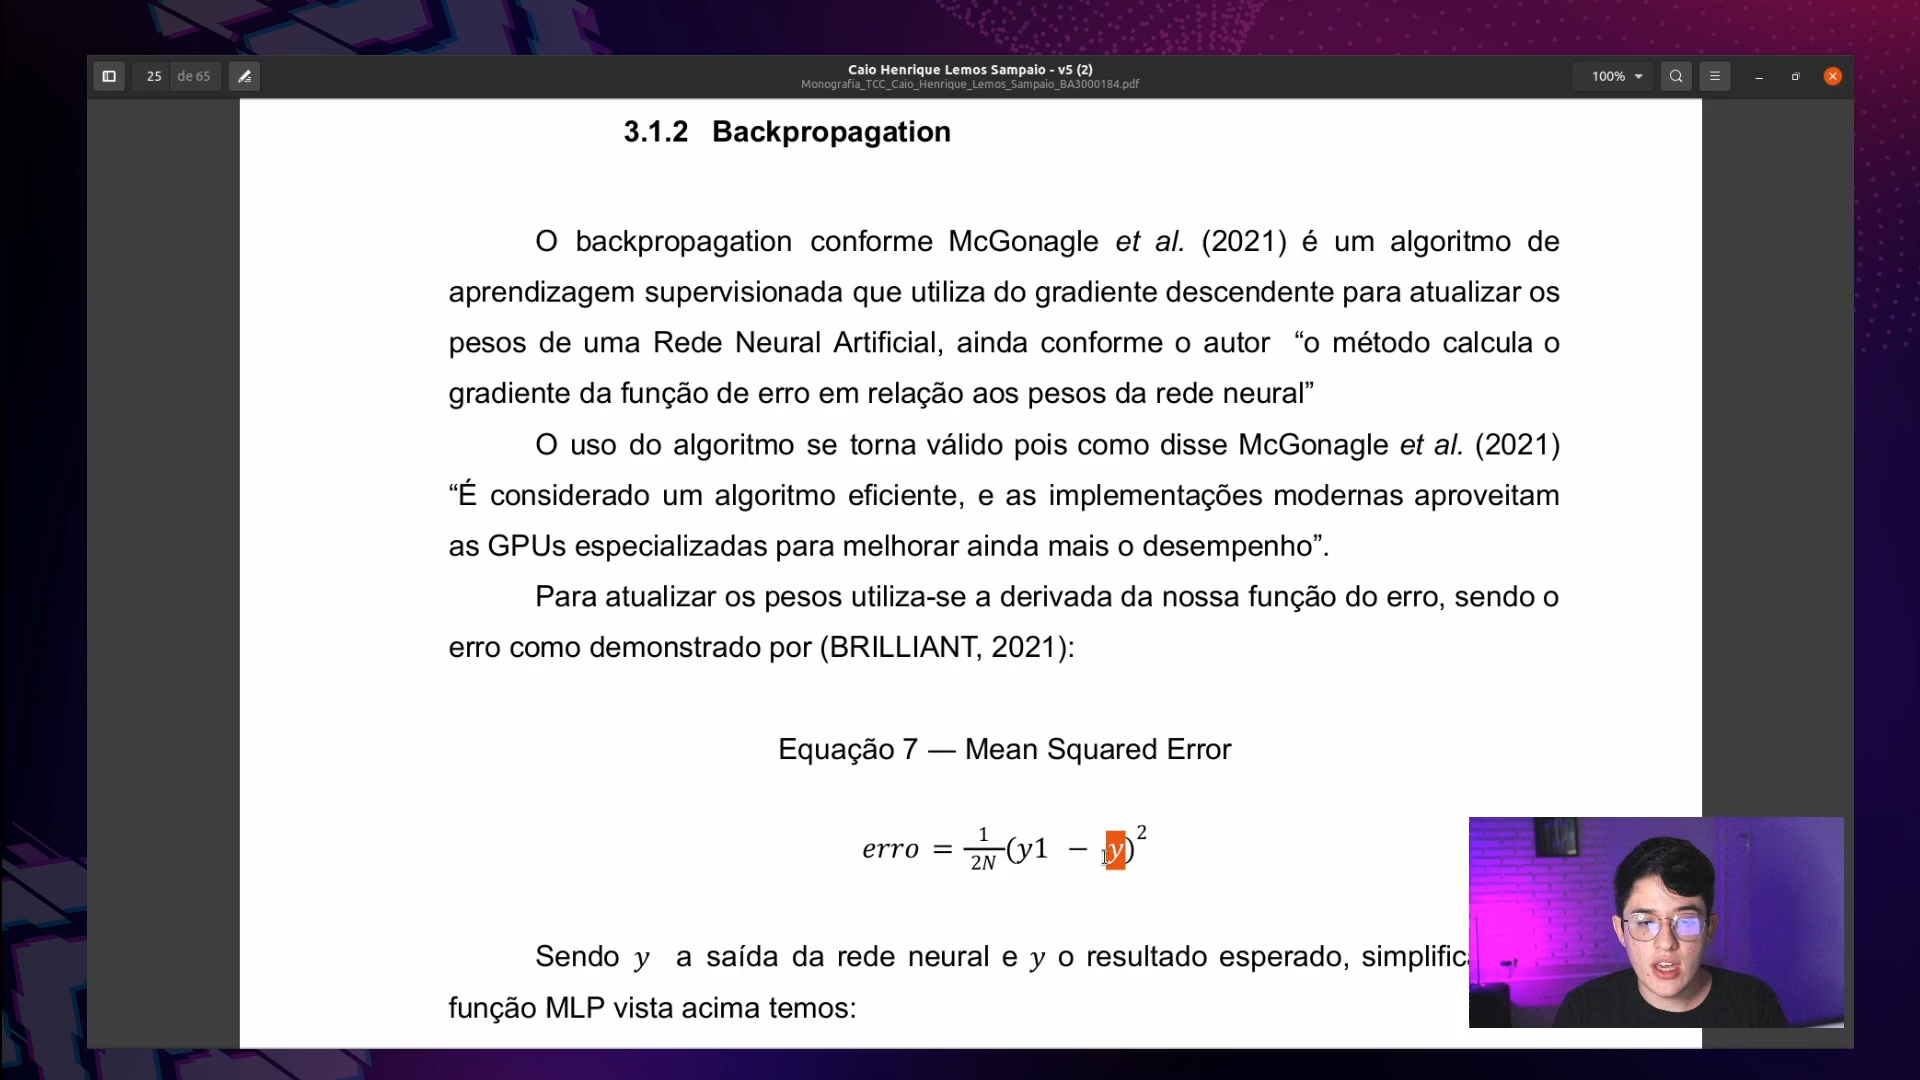 25 de 65
Caio Henrique Lemos Sampaio - v5 (2)
Monografia_TCC_Caio_Henrique_Lemos_Sampaio_BA3000184.pdf
100%
3.1.2 Backpropagation
O backpropagation conforme McGonagle et al. (2021) é um algoritmo de
aprendizagem supervisionada que utiliza do gradiente descendente para atualizar os
pesos de uma Rede Neural Artificial, ainda conforme o autor “o método calcula o
gradiente da função de erro em relação aos pesos da rede neural”
O uso do algoritmo se torna válido pois como disse McGonagle et al. (2021)
“É considerado um algoritmo eficiente, e as implementações modernas aproveitam
as GPUs especializadas para melhorar ainda mais o desempenho”.
Para atualizar os pesos utiliza-se a derivada da nossa função do erro, sendo o
erro como demonstrado por (BRILLIANT, 2021):
Equação 7 — Mean Squared Error
erro = 1/2N (y1 − y)²
Sendo y a saída da rede neural e y o resultado esperado,
função MLP vista acima temos: